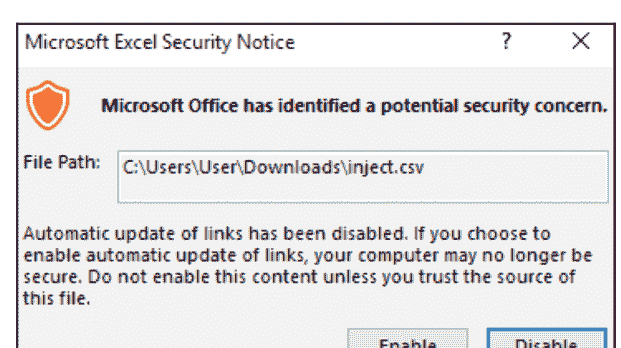 Microsoft Excel Security Notice ?
Microsoft Office has identified a potential security concern.
File Path: C:\Users\User\Downloads\inject.csv
Automatic update of links has been disabled. If you choose to
enable automatic update of links, your computer may no longer be
secure. Do not enable this content unless you trust the source of
this file.
Enable Disable